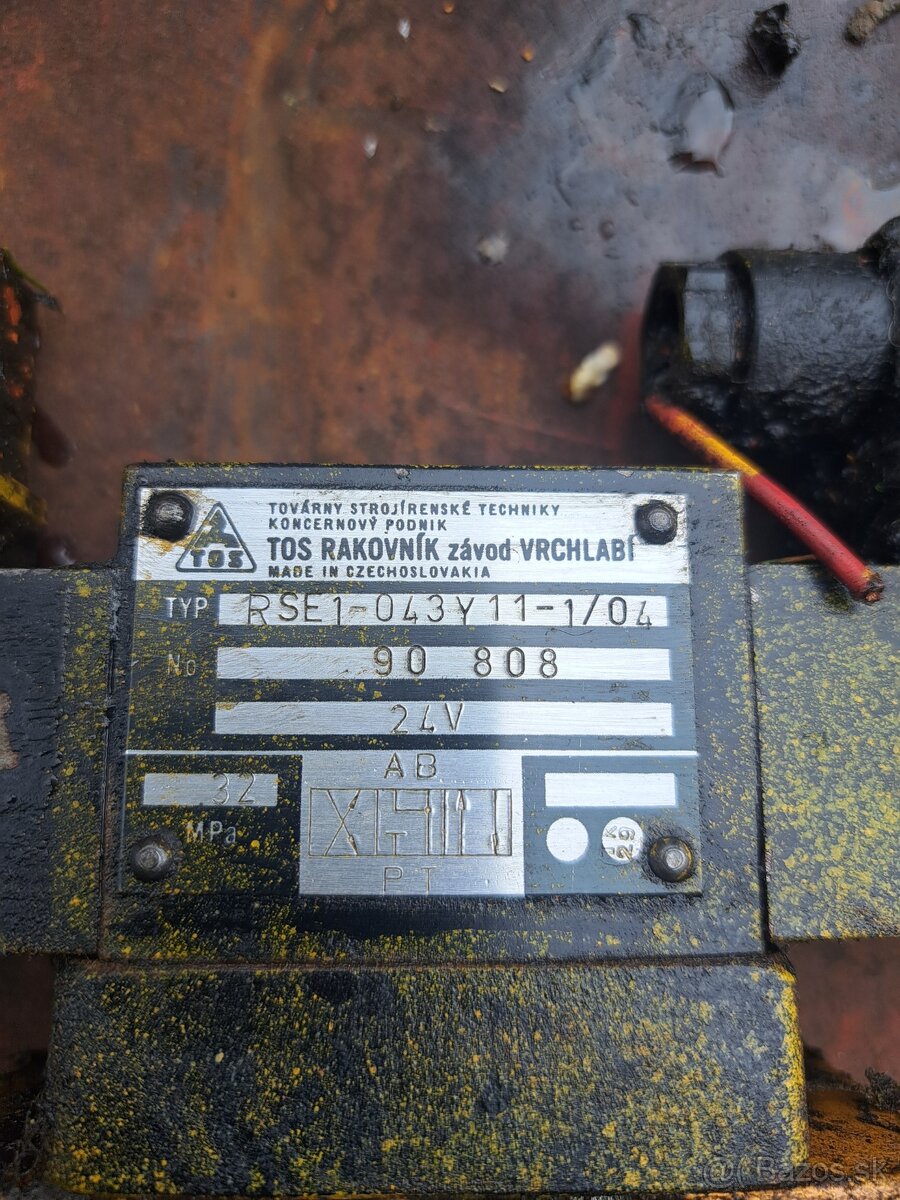 TOS
TOVÁRNY STROJÍRENSKÉ TECHNIKY
KONCERNOVÝ PODNIK
TOS RAKOVNÍK závod VRCHLABÍ
MADE IN CZECHOSLOVAKIA
TYP RSE1-043Y11-1/04
No 90 808
24V
32
MPa
AB
PT
Bazos.sk